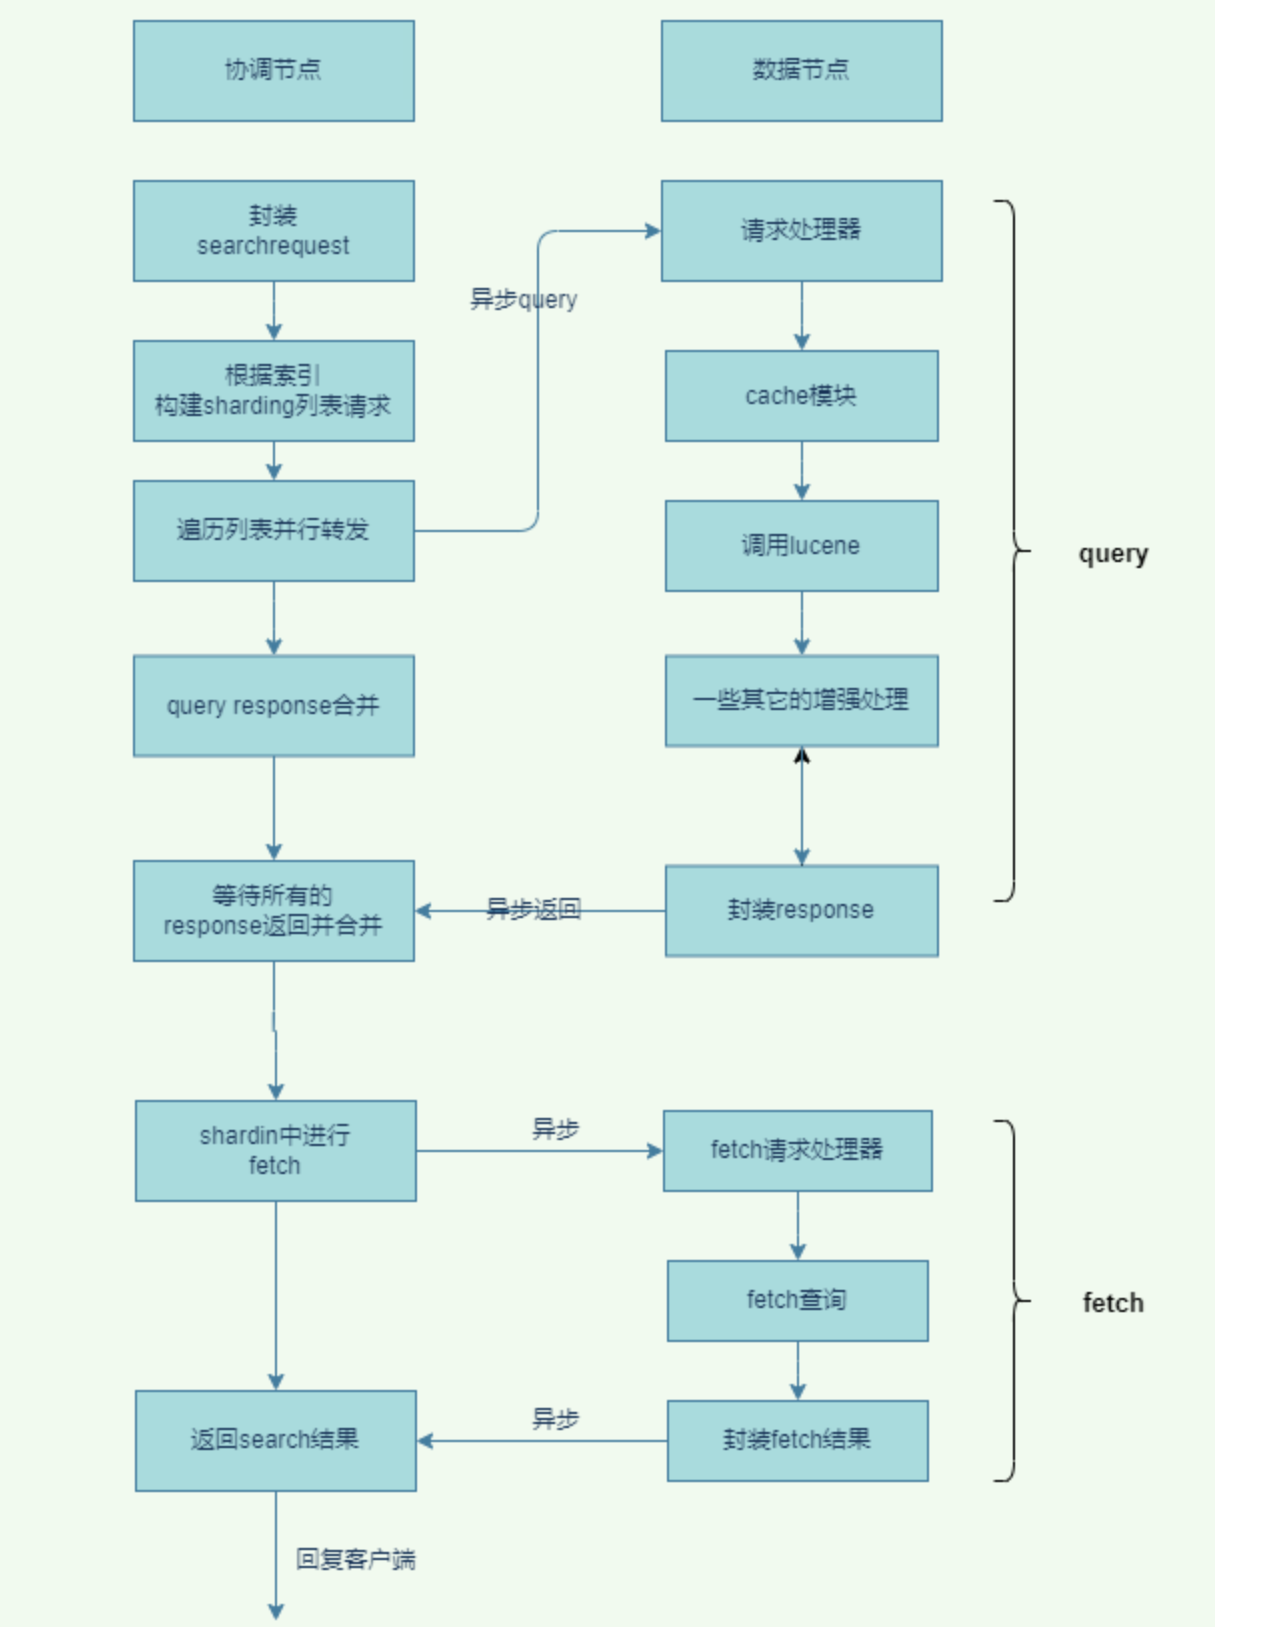 协调节点
数据节点
封装
searchrequest
请求处理器
异步query
根据索引
构建sharding列表请求
cache模块
遍历列表并行转发
调用lucene
query
query response合并
一些其它的增强处理
等待所有的
response返回并合并
异步返回
封装response
shardin中进行
fetch
异步
fetch请求处理器
fetch查询
fetch
返回search结果
异步
封装fetch结果
回复客户端